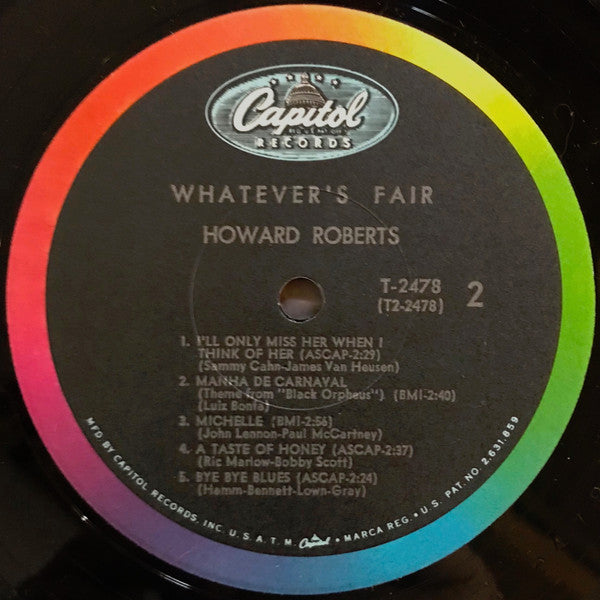 Capitol
RECORDS
WHATEVER'S FAIR
HOWARD ROBERTS
T-2478
(T2-2478)
2
1. I'LL ONLY MISS HER WHEN I
THINK OF HER (ASCAP-2:29)
(Sammy Cahn-James Van Heusen)
2. MANHA DE CARNAVAL
(Theme from "Black Orpheus") (BMI-2:40)
(Luiz Bonfa)
3. MICHELLE (BMI-2:56)
(John Lennon-Paul McCartney)
4. A TASTE OF HONEY (ASCAP-2:37)
(Ric Marlow-Bobby Scott)
5. BYE BYE BLUES (ASCAP-2:24)
(Hamm-Bennett-Lown-Gray)
MFD BY CAPITOL RECORDS, INC. U.S.A. T.M. Capitol • MARCA REG. • U.S. PAT. NO. 2,631,859